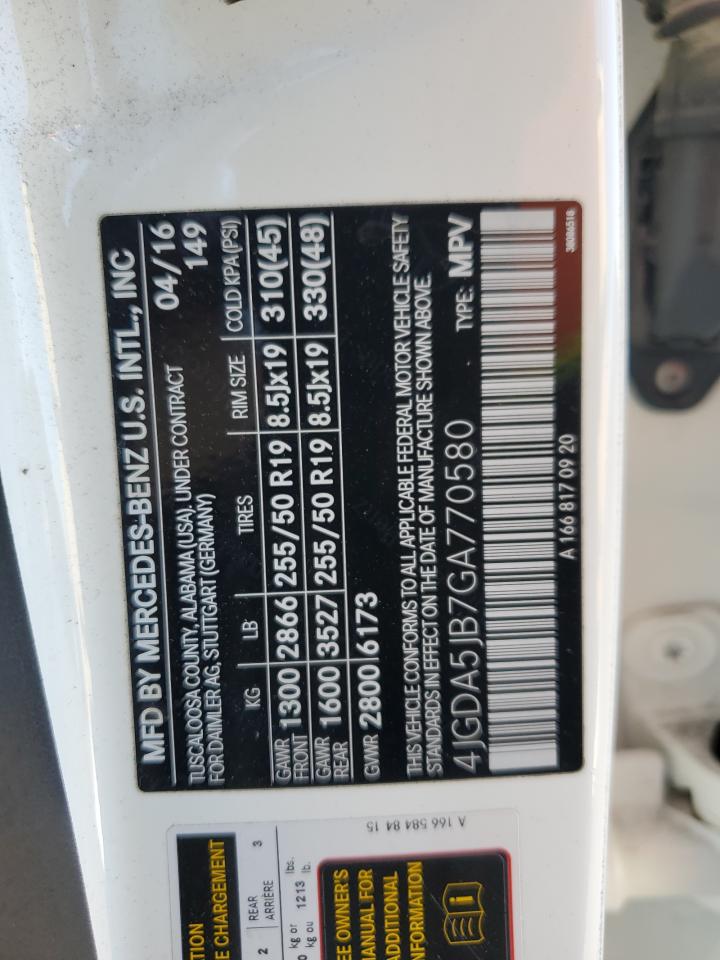 MFD BY MERCEDES-BENZ U.S. INTL., INC
TUSCALOOSA COUNTY, ALABAMA (USA), UNDER CONTRACT 04/16
FOR DAIMLER AG, STUTTGART (GERMANY) 149
KG LB TIRES RIM SIZE COLD KPA (PSI)
GAWR FRONT 1300 2866 255/50 R19 8.5Jx19 310(45)
GAWR REAR 1600 3527 255/50 R19 8.5Jx19 330(48)
GVWR 2800 6173
THIS VEHICLE CONFORMS TO ALL APPLICABLE FEDERAL MOTOR VEHICLE SAFETY
STANDARDS IN EFFECT ON THE DATE OF MANUFACTURE SHOWN ABOVE.
4JGDA5JB7GA770580 TYPE: MPV
A 166 817 09 20
38086518
A 166 584 84 15
E CHARGEMENT
2 REAR 3
ARRIÈRE
kg or lbs.
kg ou 1213 lb.
EE OWNER'S
MANUAL FOR
ADDITIONAL
NFORMATION